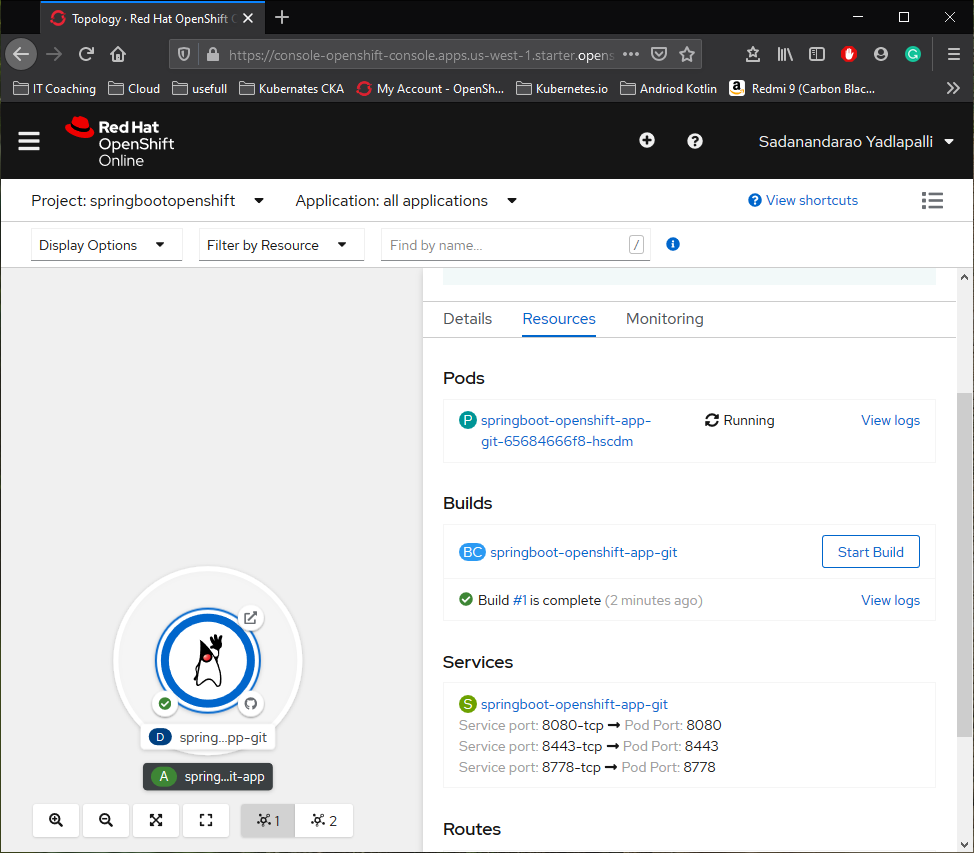 Topology · Red Hat OpenShift
https://console-openshift-console.apps.us-west-1.starter.opens
IT Coaching Cloud usefull Kubernates CKA My Account - OpenSh... Kubernetes.io Andriod Kotlin Redmi 9 (Carbon Blac...
Red Hat
OpenShift
Online
Sadanandarao Yadlapalli
Project: springbootopenshift Application: all applications View shortcuts
Display Options Filter by Resource Find by name... /
Details Resources Monitoring
Pods
P springboot-openshift-app-git-65684666f8-hscdm Running View logs
Builds
BC springboot-openshift-app-git Start Build
Build #1 is complete (2 minutes ago) View logs
Services
S springboot-openshift-app-git
Service port: 8080-tcp → Pod Port: 8080
Service port: 8443-tcp → Pod Port: 8443
Service port: 8778-tcp → Pod Port: 8778
Routes
D spring...pp-git
A spring...it-app
1 2